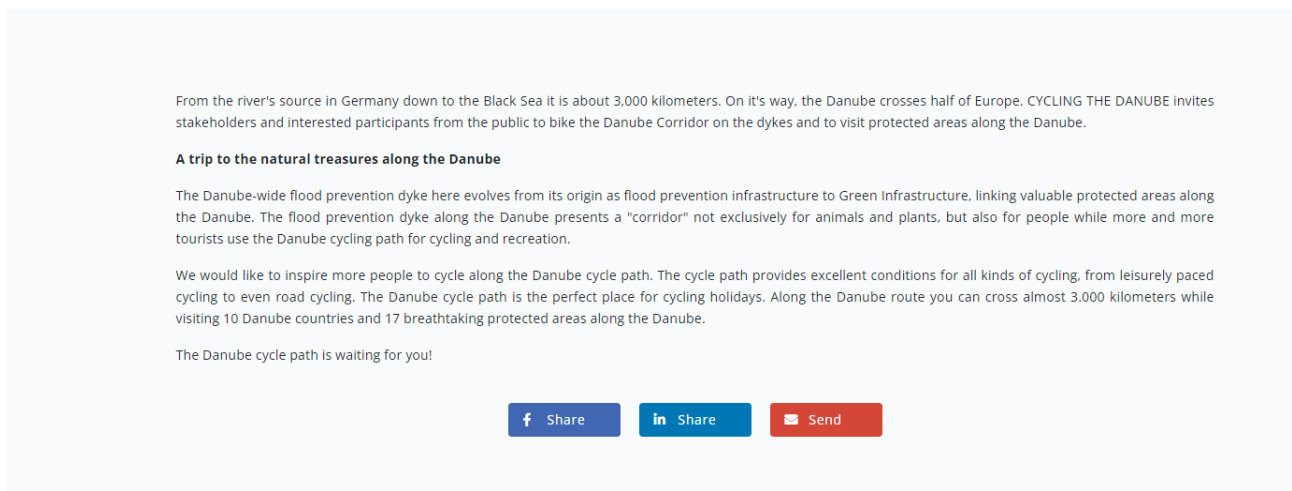 From the river's source in Germany down to the Black Sea it is about 3,000 kilometers. On it's way, the Danube crosses half of Europe. CYCLING THE DANUBE invites
stakeholders and interested participants from the public to bike the Danube Corridor on the dykes and to visit protected areas along the Danube.
A trip to the natural treasures along the Danube
The Danube-wide flood prevention dyke here evolves from its origin as flood prevention infrastructure to Green Infrastructure, linking valuable protected areas along
the Danube. The flood prevention dyke along the Danube presents a "corridor" not exclusively for animals and plants, but also for people while more and more
tourists use the Danube cycling path for cycling and recreation.
We would like to inspire more people to cycle along the Danube cycle path. The cycle path provides excellent conditions for all kinds of cycling, from leisurely paced
cycling to even road cycling. The Danube cycle path is the perfect place for cycling holidays. Along the Danube route you can cross almost 3.000 kilometers while
visiting 10 Danube countries and 17 breathtaking protected areas along the Danube.
The Danube cycle path is waiting for you!
Share Share Send